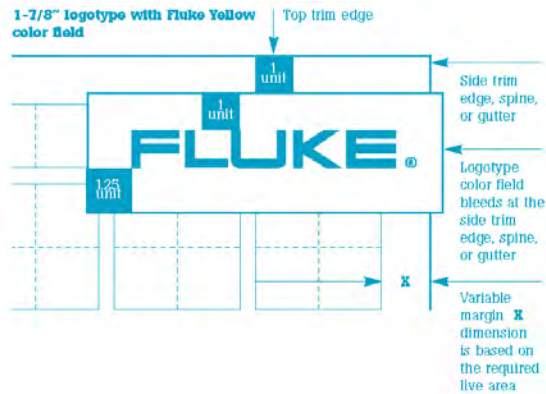 1-7/8" logotype with Fluke Yellow
color field
Top trim edge
1
unit
1
unit
FLUKE®
1.25
unit
X
Side trim
edge, spine,
or gutter
Logotype
color field
bleeds at the
side trim
edge, spine,
or gutter
Variable
margin X
dimension
is based on
the required
live area